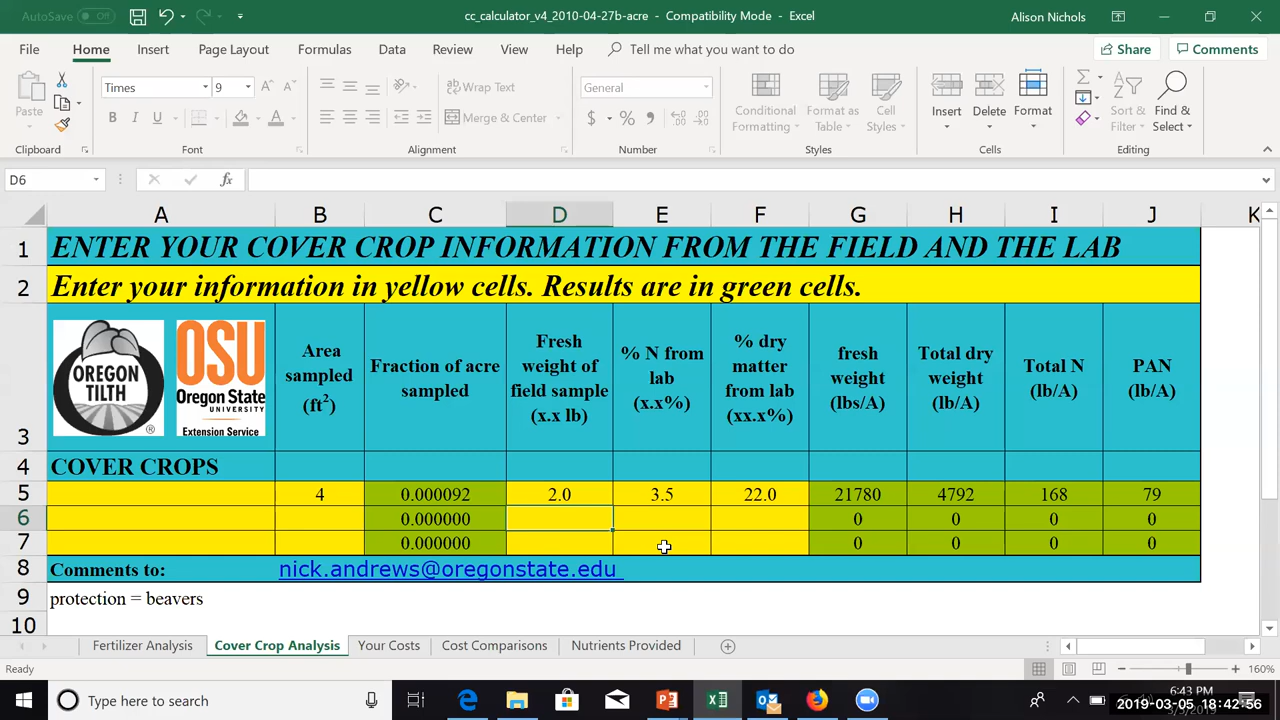 AutoSave Off
cc_calculator_v4_2010-04-27b-acre - Compatibility Mode - Excel
Alison Nichols
File Home Insert Draw Page Layout Formulas Data Review View Help Tell me what you want to do Share Comments
Paste
Clipboard
Times 9
B I U
Font
Wrap Text
Merge & Center
Alignment
General
$ % ,
Number
Conditional Formatting
Format as Table
Cell Styles
Styles
Insert Delete Format
Cells
Sort & Filter
Find & Select
Editing
D6 fx
A B C D E F G H I J K
1 ENTER YOUR COVER CROP INFORMATION FROM THE FIELD AND THE LAB
2 Enter your information in yellow cells. Results are in green cells.
3
OREGON TILTH ®
OSU Oregon State UNIVERSITY Extension Service
Area sampled (ft²)
Fraction of acre sampled
Fresh weight of field sample (x.x lb)
% N from lab (x.x%)
% dry matter from lab (xx.x%)
fresh weight (lbs/A)
Total dry weight (lb/A)
Total N (lb/A)
PAN (lb/A)
4 COVER CROPS
5 4 0.000092 2.0 3.5 22.0 21780 4792 168 79
6 0.000000 0 0 0 0
7 0.000000 0 0 0 0
8 Comments to: nick.andrews@oregonstate.edu
9 protection = beavers
10
Fertilizer Analysis Cover Crop Analysis Your Costs Cost Comparisons Nutrients Provided
Ready 160%
Type here to search
6:43 PM
2019-03-05 18:42:56